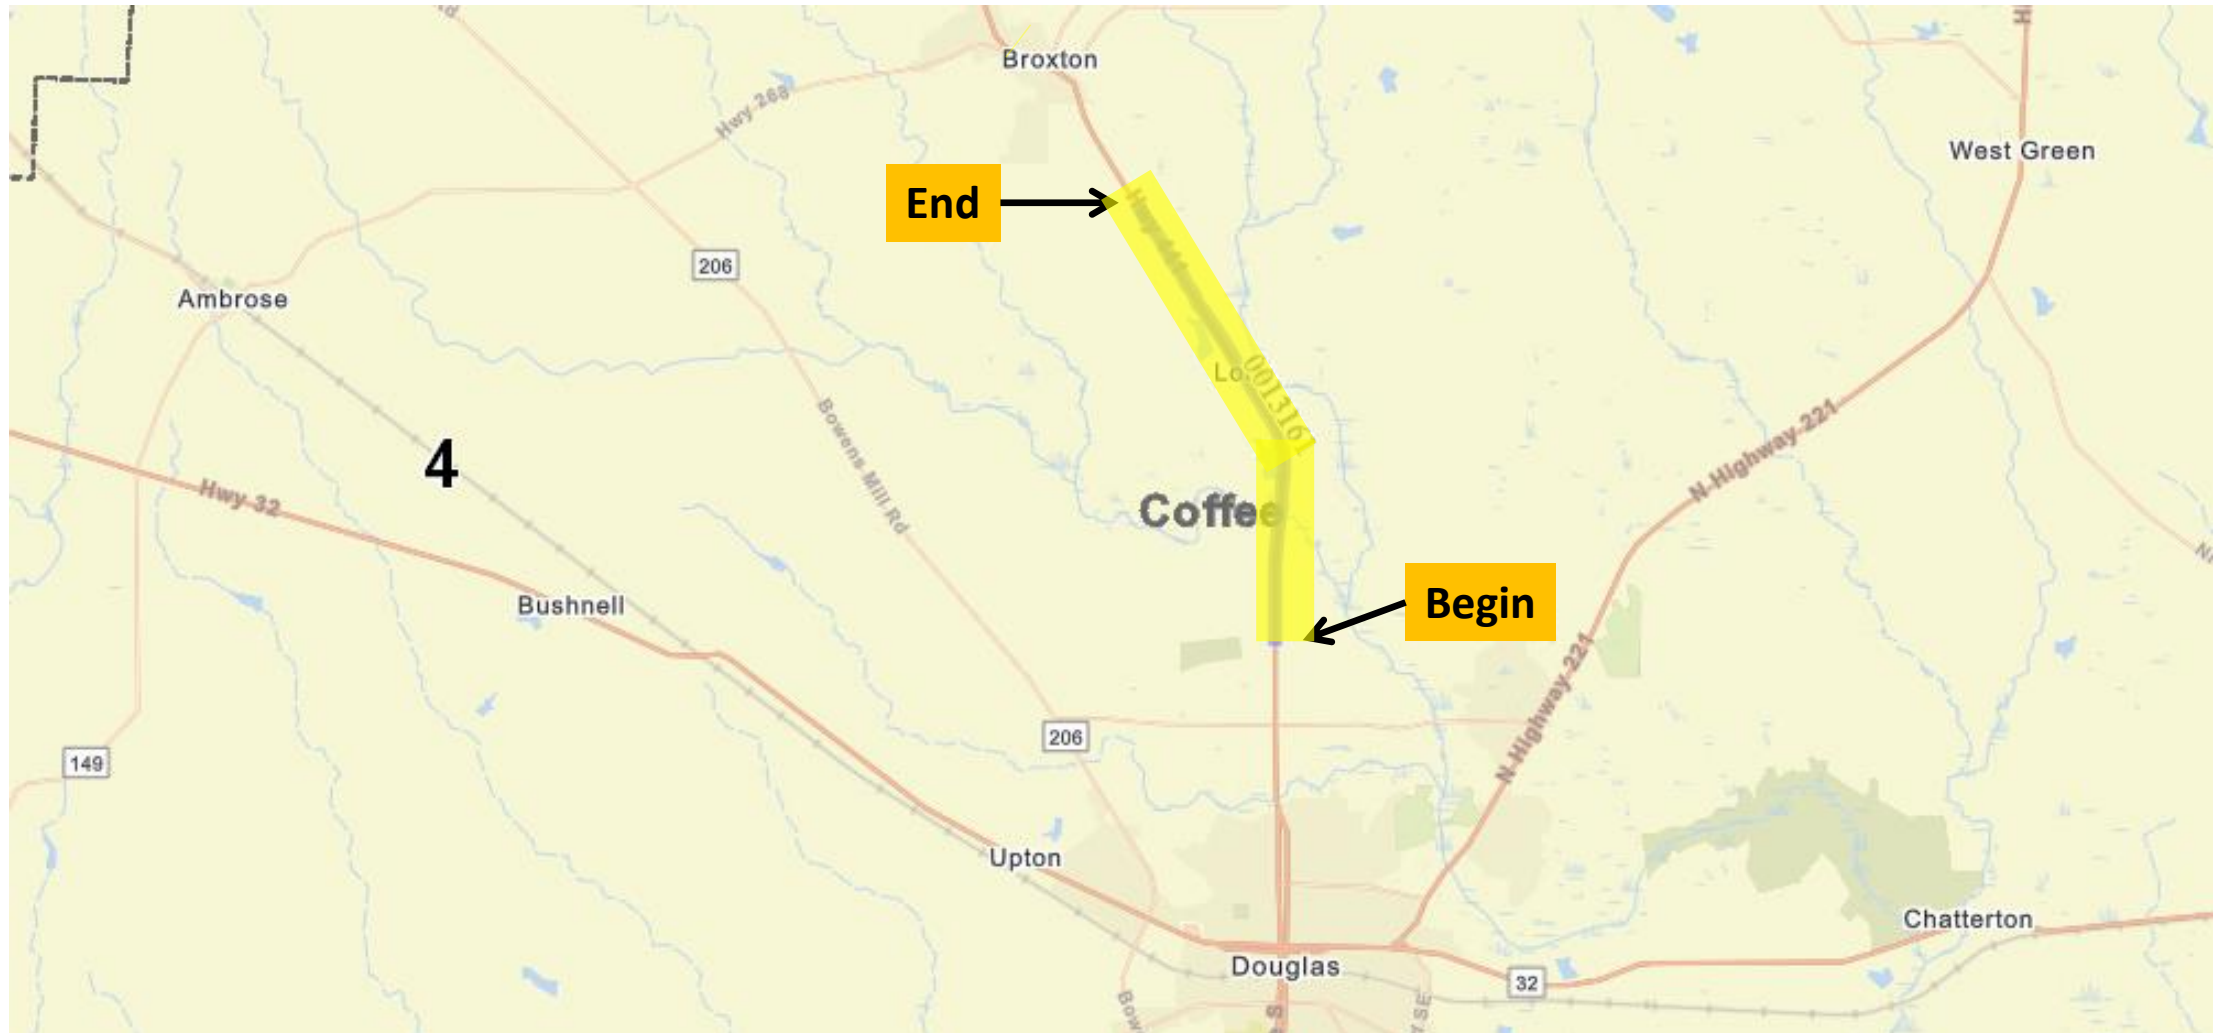 Broxton
Hwy 268
West Green
End
206
Ambrose
0013161
Bowens Mill Rd
N Highway 221
4
Hwy 32
Coffee
Begin
Bushnell
N Highway 221
206
149
Upton
Chatterton
Douglas
32